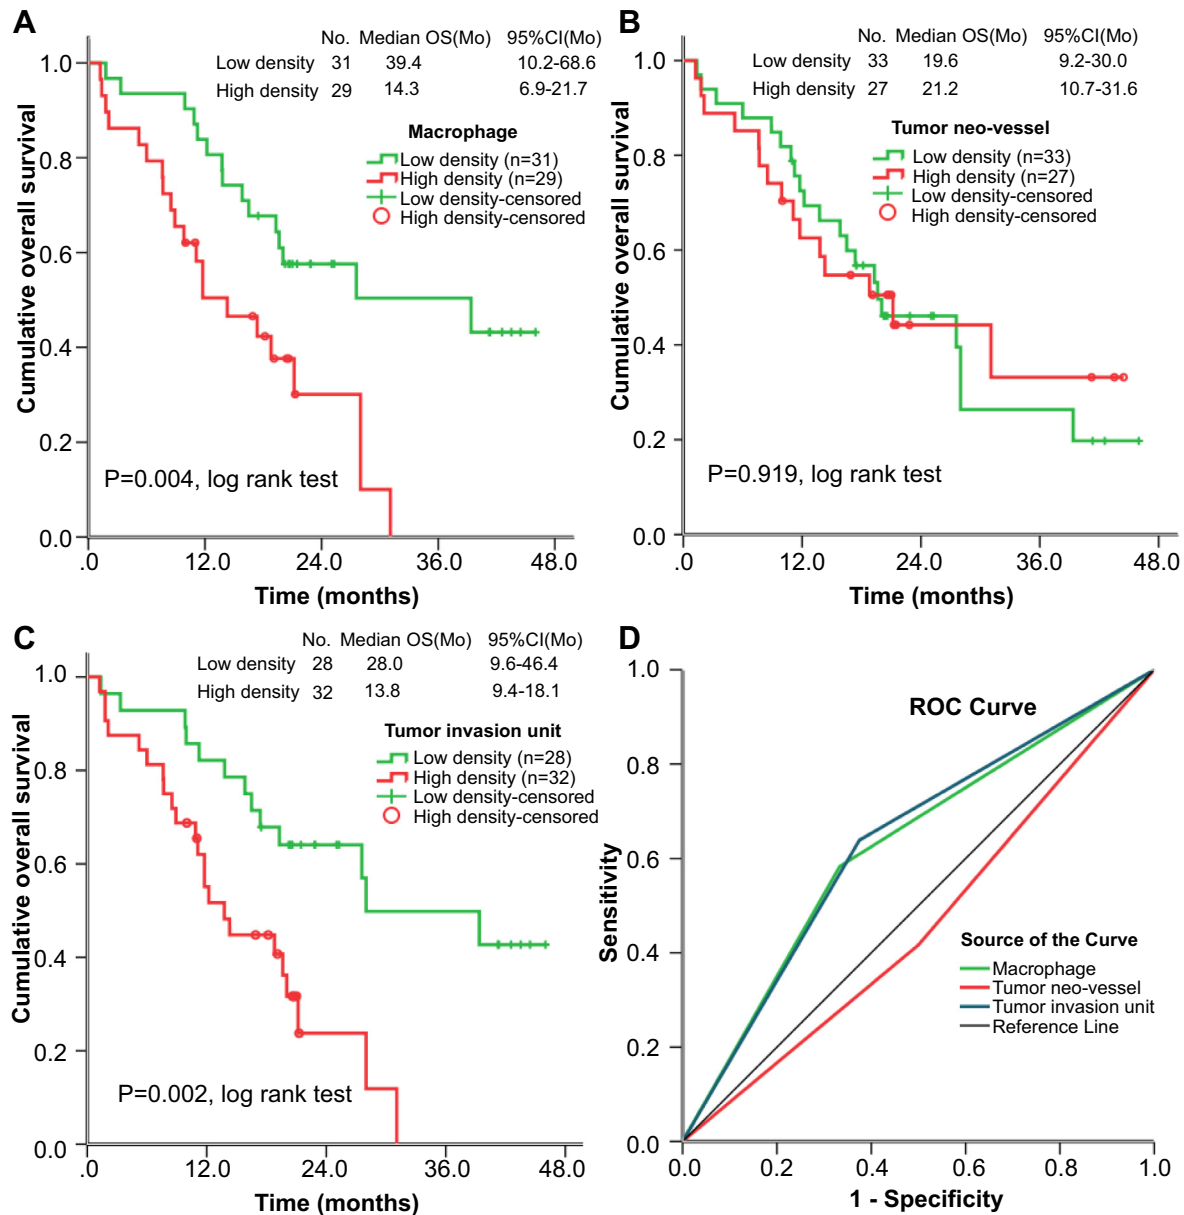 A
No. Median OS(Mo) 95%CI(Mo)
Low density 31 39.4 10.2-68.6
High density 29 14.3 6.9-21.7
Macrophage
Low density (n=31)
High density (n=29)
Low density-censored
High density-censored
Cumulative overall survival
1.0
0.8
0.6
0.4
0.2
0.0
P=0.004, log rank test
.0 12.0 24.0 36.0 48.0
Time (months)
B
No. Median OS(Mo) 95%CI(Mo)
Low density 33 19.6 9.2-30.0
High density 27 21.2 10.7-31.6
Tumor neo-vessel
Low density (n=33)
High density (n=27)
Low density-censored
High density-censored
Cumulative overall survival
1.0
0.8
0.6
0.4
0.2
0.0
P=0.919, log rank test
.0 12.0 24.0 36.0 48.0
Time (months)
C
No. Median OS(Mo) 95%CI(Mo)
Low density 28 28.0 9.6-46.4
High density 32 13.8 9.4-18.1
Tumor invasion unit
Low density (n=28)
High density (n=32)
Low density-censored
High density-censored
Cumulative overall survival
1.0
0.8
0.6
0.4
0.2
0.0
P=0.002, log rank test
.0 12.0 24.0 36.0 48.0
Time (months)
D
ROC Curve
Sensitivity
1.0
0.8
0.6
0.4
0.2
0.0
Source of the Curve
Macrophage
Tumor neo-vessel
Tumor invasion unit
Reference Line
0.0 0.2 0.4 0.6 0.8 1.0
1 - Specificity